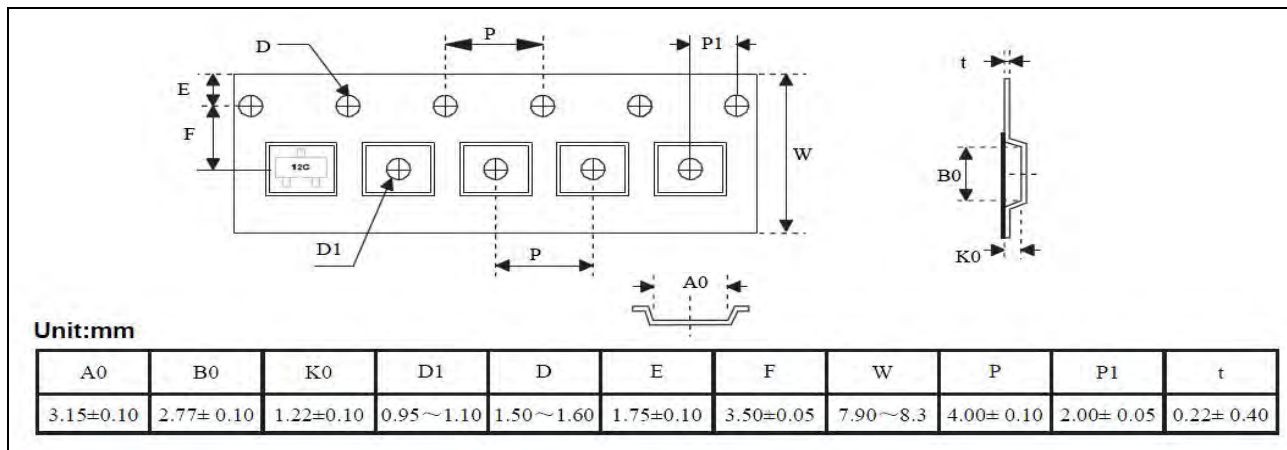 P
P1
D
t
E
F
12C
W
B0
D1
P
K0
A0
Unit:mm
A0 B0 K0 D1 D E F W P P1 t
3.15±0.10 2.77± 0.10 1.22±0.10 0.95～1.10 1.50～1.60 1.75±0.10 3.50±0.05 7.90～8.3 4.00± 0.10 2.00± 0.05 0.22± 0.40